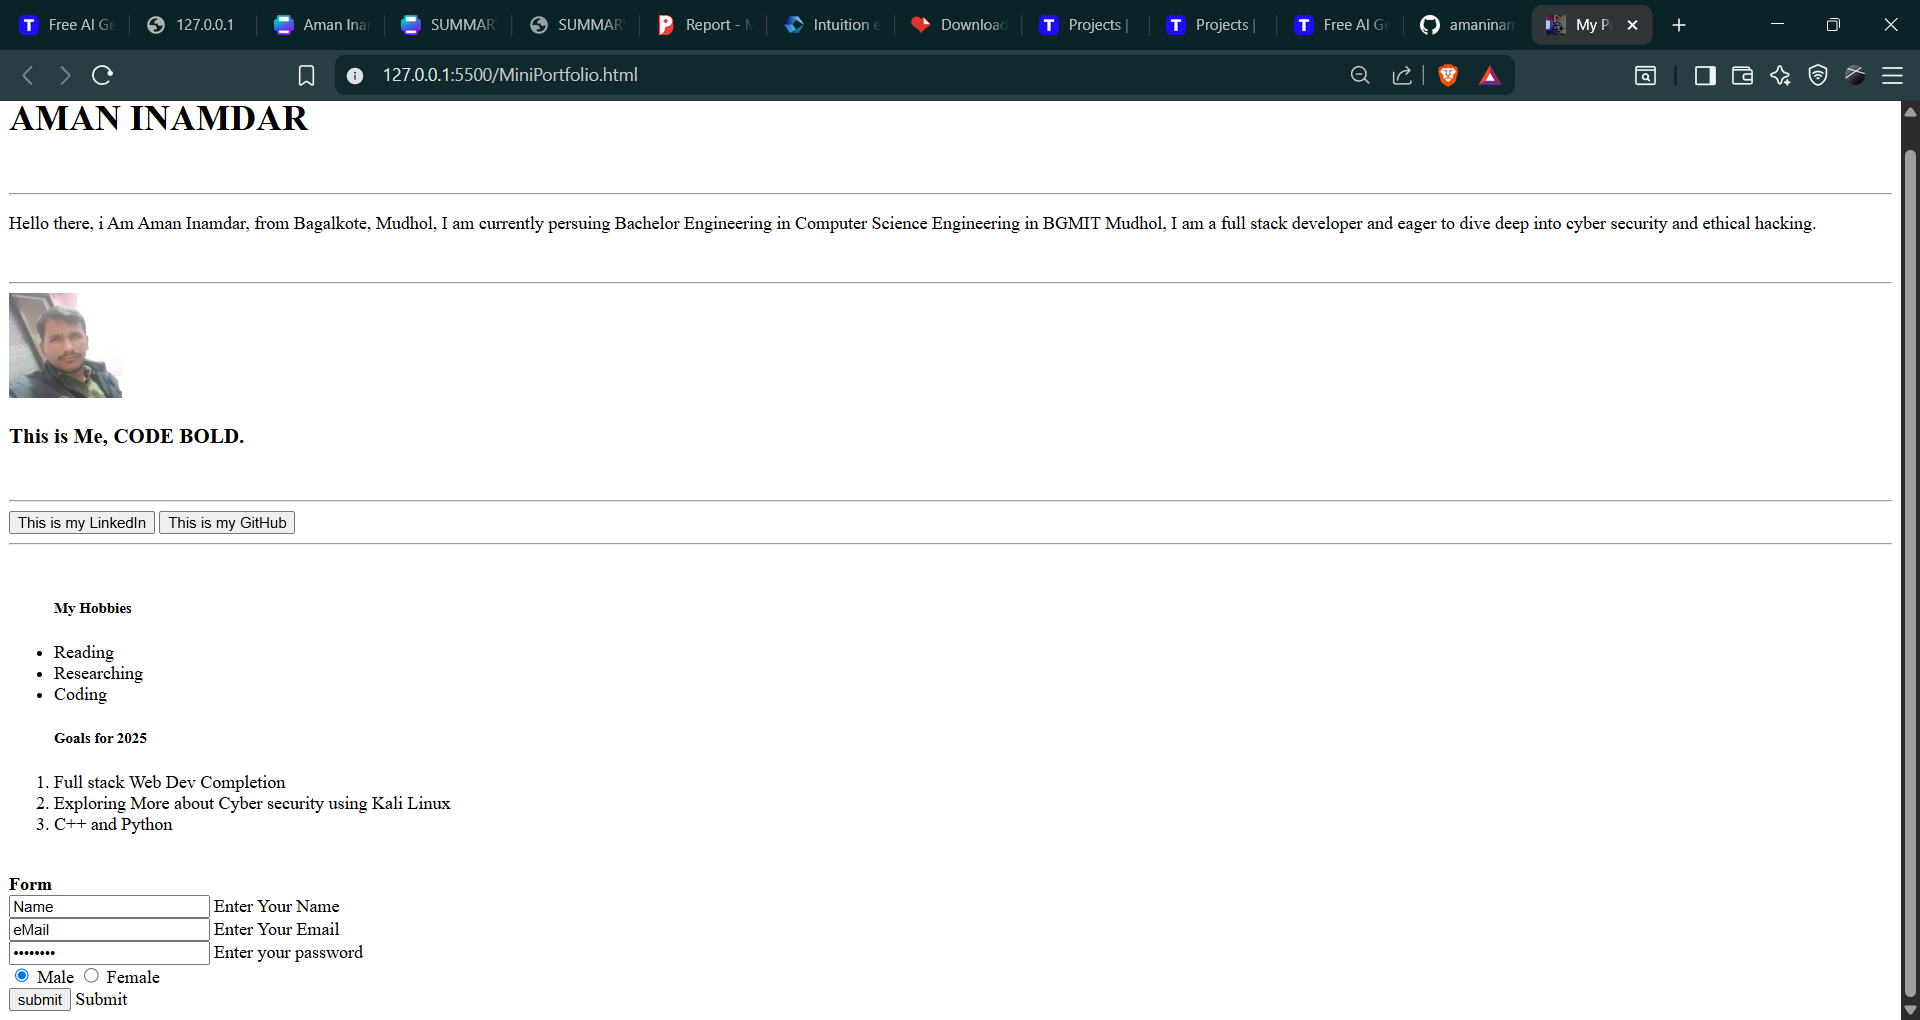 Free AI Ge 127.0.0.1 Aman Ina SUMMAR SUMMAR Report - Intuition Download Projects | Projects | Free AI Ge amaninam My P
127.0.0.1:5500/MiniPortfolio.html
AMAN INAMDAR
Hello there, i Am Aman Inamdar, from Bagalkote, Mudhol, I am currently persuing Bachelor Engineering in Computer Science Engineering in BGMIT Mudhol, I am a full stack developer and eager to dive deep into cyber security and ethical hacking.
This is Me, CODE BOLD.
This is my LinkedIn This is my GitHub
My Hobbies
• Reading
• Researching
• Coding
Goals for 2025
1. Full stack Web Dev Completion
2. Exploring More about Cyber security using Kali Linux
3. C++ and Python
Form
Name Enter Your Name
eMail Enter Your Email
•••••••• Enter your password
Male Female
submit Submit